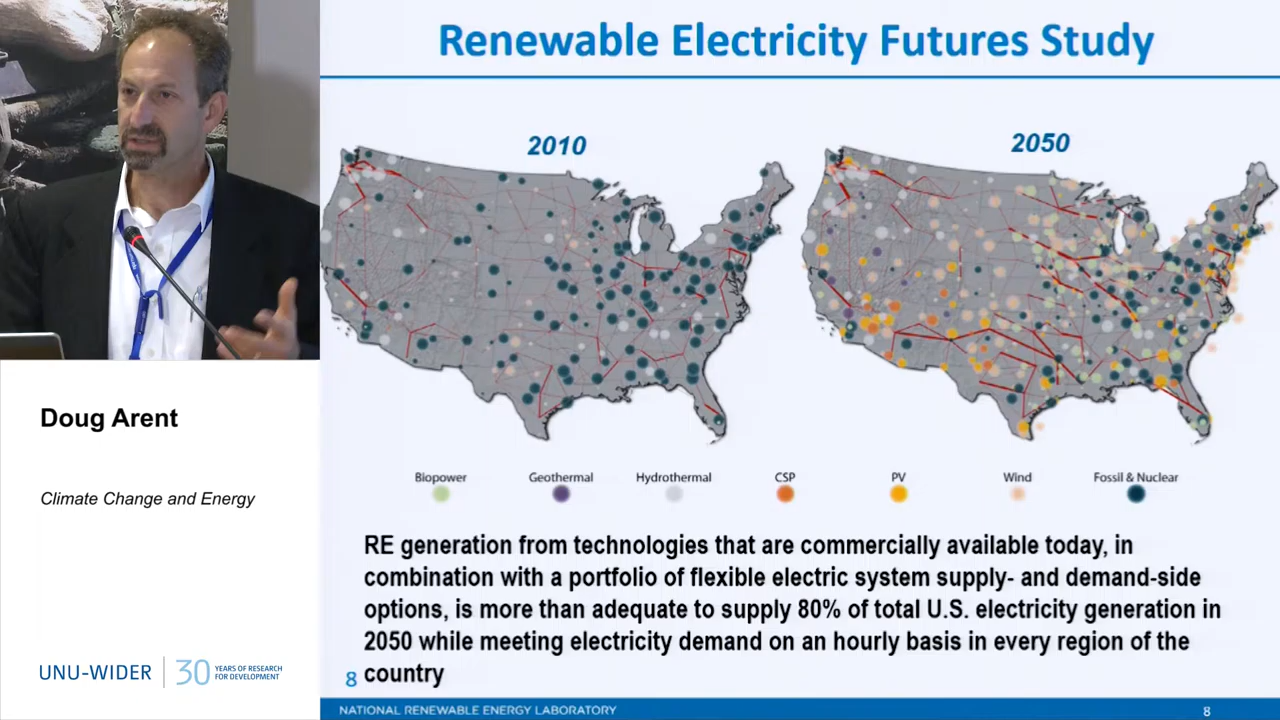 Renewable Electricity Futures Study
2010
2050
Biopower
Geothermal
Hydrothermal
CSP
PV
Wind
Fossil & Nuclear
RE generation from technologies that are commercially available today, in
combination with a portfolio of flexible electric system supply- and demand-side
options, is more than adequate to supply 80% of total U.S. electricity generation in
2050 while meeting electricity demand on an hourly basis in every region of the
country
8
NATIONAL RENEWABLE ENERGY LABORATORY
8
Doug Arent
Climate Change and Energy
UNU-WIDER
30 YEARS OF RESEARCH
FOR DEVELOPMENT